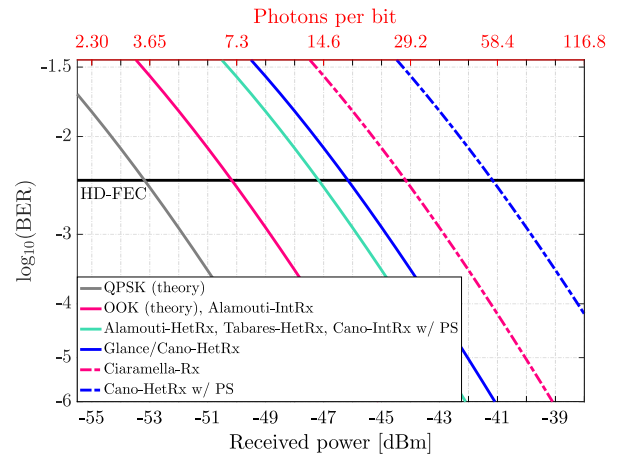 Photons per bit
2.30 3.65 7.3 14.6 29.2 58.4 116.8
-1.5
-2
HD-FEC
-3
-4
-5
-6
log10(BER)
QPSK (theory)
OOK (theory), Alamouti-IntRx
Alamouti-HetRx, Tabares-HetRx, Cano-IntRx w/ PS
Glance/Cano-HetRx
Ciaramella-Rx
Cano-HetRx w/ PS
-55 -53 -51 -49 -47 -45 -43 -41 -39
Received power [dBm]